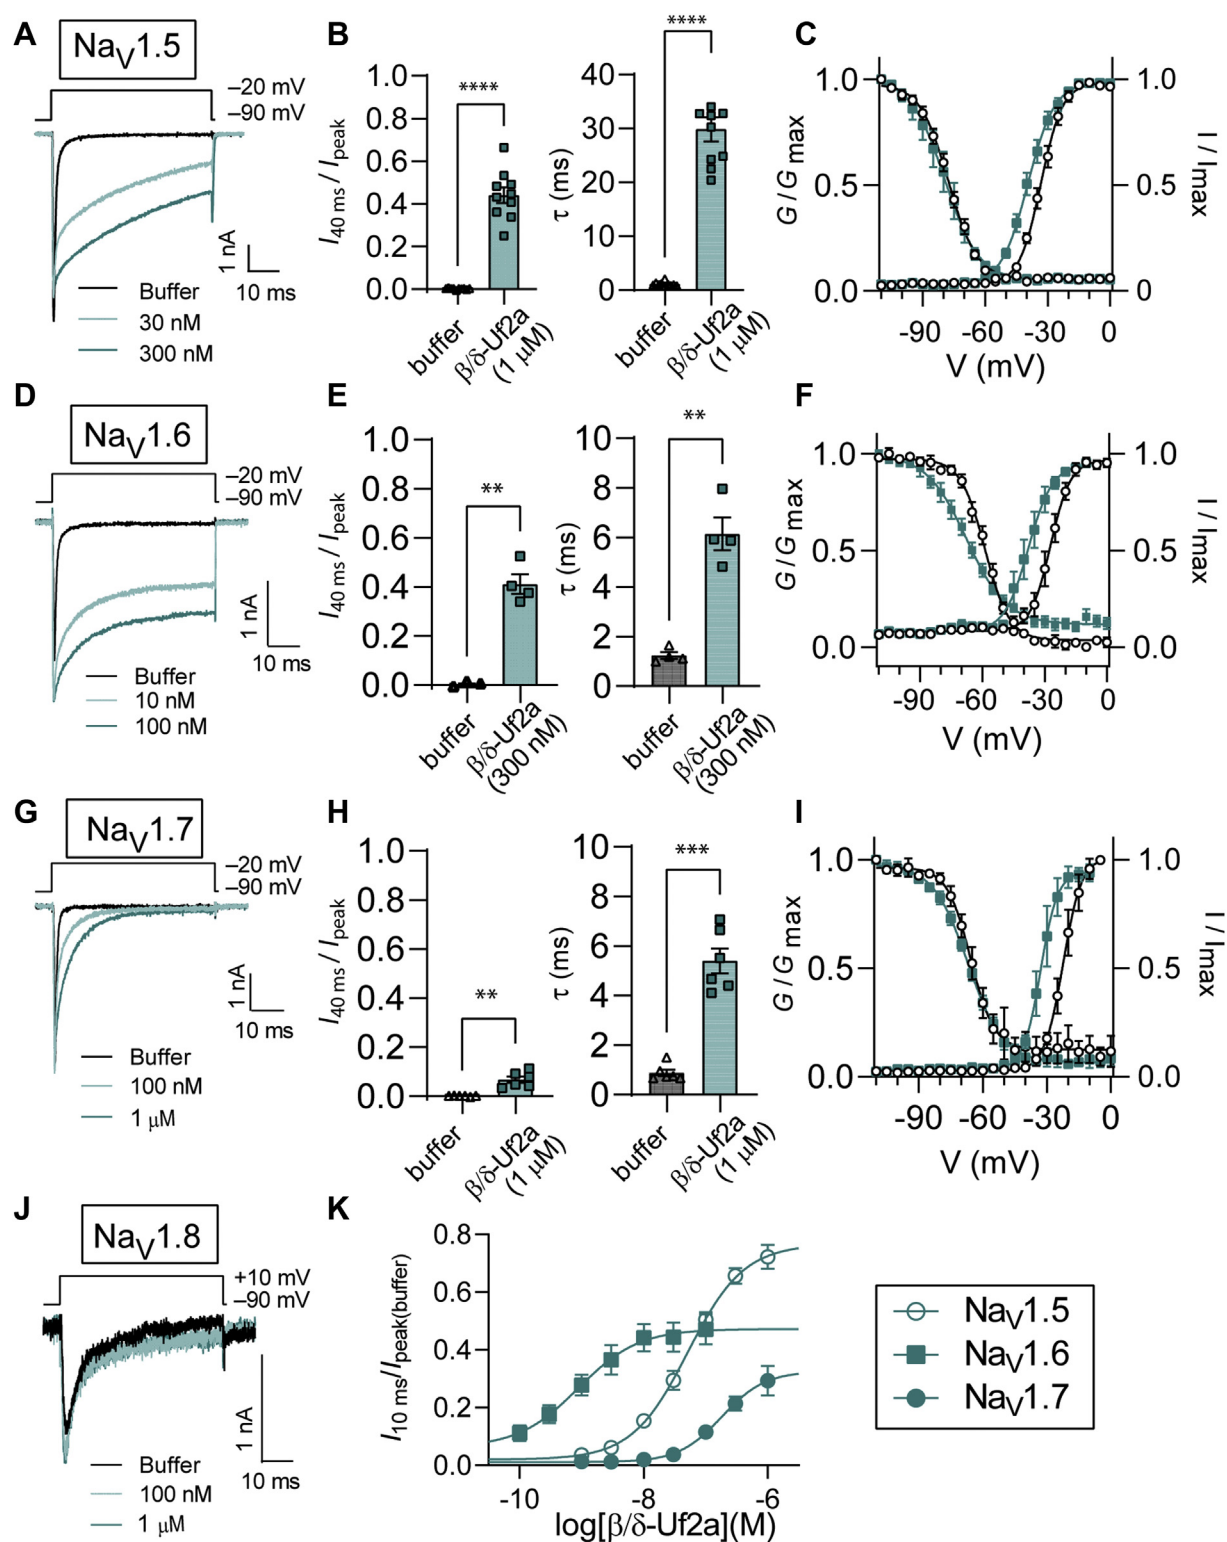 A
NaV1.5
–20 mV
–90 mV
1 nA
10 ms
Buffer
30 nM
300 nM
B
****
I40 ms / Ipeak
1.0
0.8
0.6
0.4
0.2
0.0
buffer
β/δ-Uf2a
(1 μM)
****
τ (ms)
40
30
20
10
0
buffer
β/δ-Uf2a
(1 μM)
C
G/Gmax
1.0
0.5
0.0
1.0
0.5
0
I / Imax
-90 -60 -30 0
V (mV)
D
NaV1.6
–20 mV
–90 mV
1 nA
10 ms
Buffer
10 nM
100 nM
E
**
I40 ms / Ipeak
1.0
0.8
0.6
0.4
0.2
0.0
buffer
β/δ-Uf2a
(300 nM)
**
τ (ms)
10
8
6
4
2
0
buffer
β/δ-Uf2a
(300 nM)
F
G/Gmax
1.0
0.5
0.0
1.0
0.5
0.0
I / Imax
-90 -60 -30 0
V (mV)
G
NaV1.7
–20 mV
–90 mV
1 nA
10 ms
Buffer
100 nM
1 μM
H
**
I40 ms / Ipeak
1.0
0.8
0.6
0.4
0.2
0.0
buffer
β/δ-Uf2a
(1 μM)
***
τ (ms)
10
8
6
4
2
0
buffer
β/δ-Uf2a
(1 μM)
I
G/Gmax
1.0
0.5
0.0
1.0
0.5
0.0
I / Imax
-90 -60 -30 0
V (mV)
J
NaV1.8
+10 mV
–90 mV
1 nA
10 ms
Buffer
100 nM
1 μM
K
I10 ms/Ipeak(buffer)
0.8
0.6
0.4
0.2
0.0
-10 -8 -6
log[β/δ-Uf2a](M)
NaV1.5
NaV1.6
NaV1.7